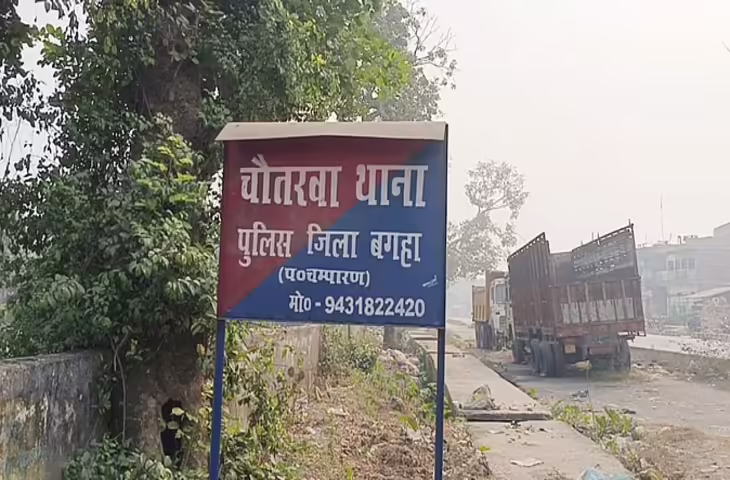 चौतरवा थाना
पुलिस जिला बगहा
(प०चम्पारण)
मो० - 9431822420